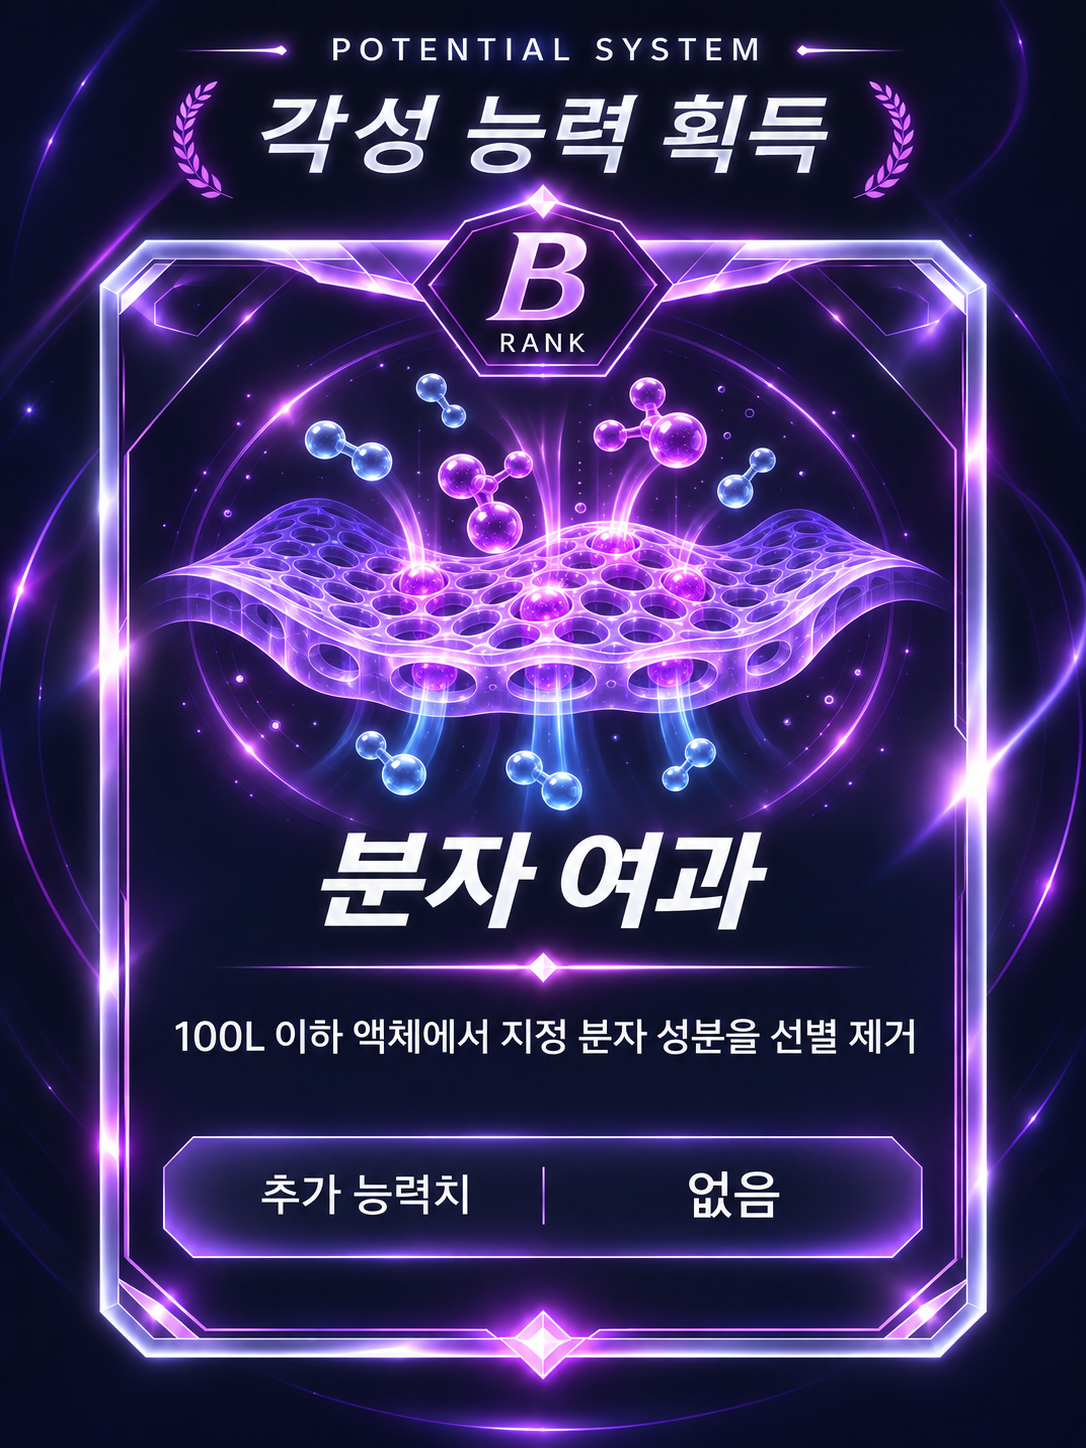 POTENTIAL SYSTEM
각성 능력 획득
B
RANK
분자 여과
100L 이하 액체에서 지정 분자 성분을 선별 제거
추가 능력치
없음